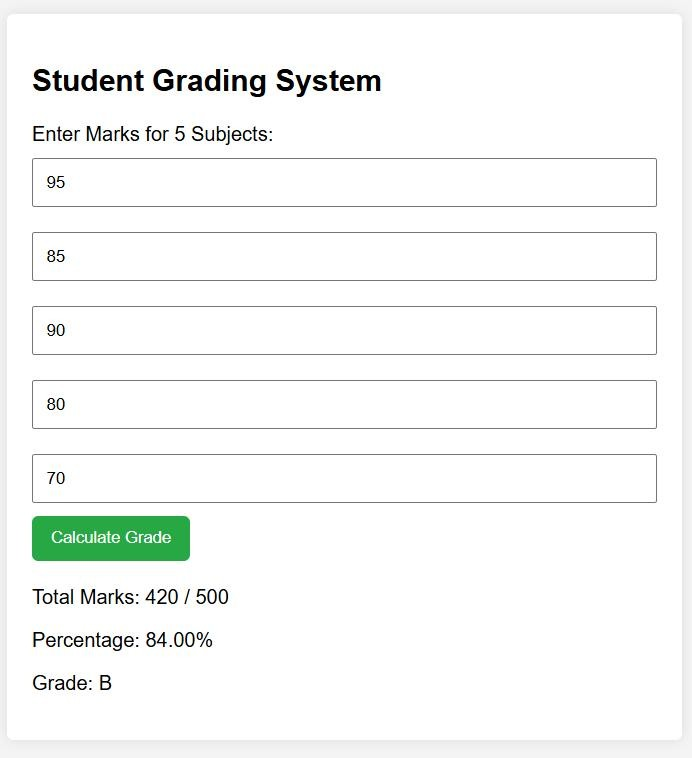 Student Grading System
Enter Marks for 5 Subjects:
95
85
90
80
70
Calculate Grade
Total Marks: 420 / 500
Percentage: 84.00%
Grade: B